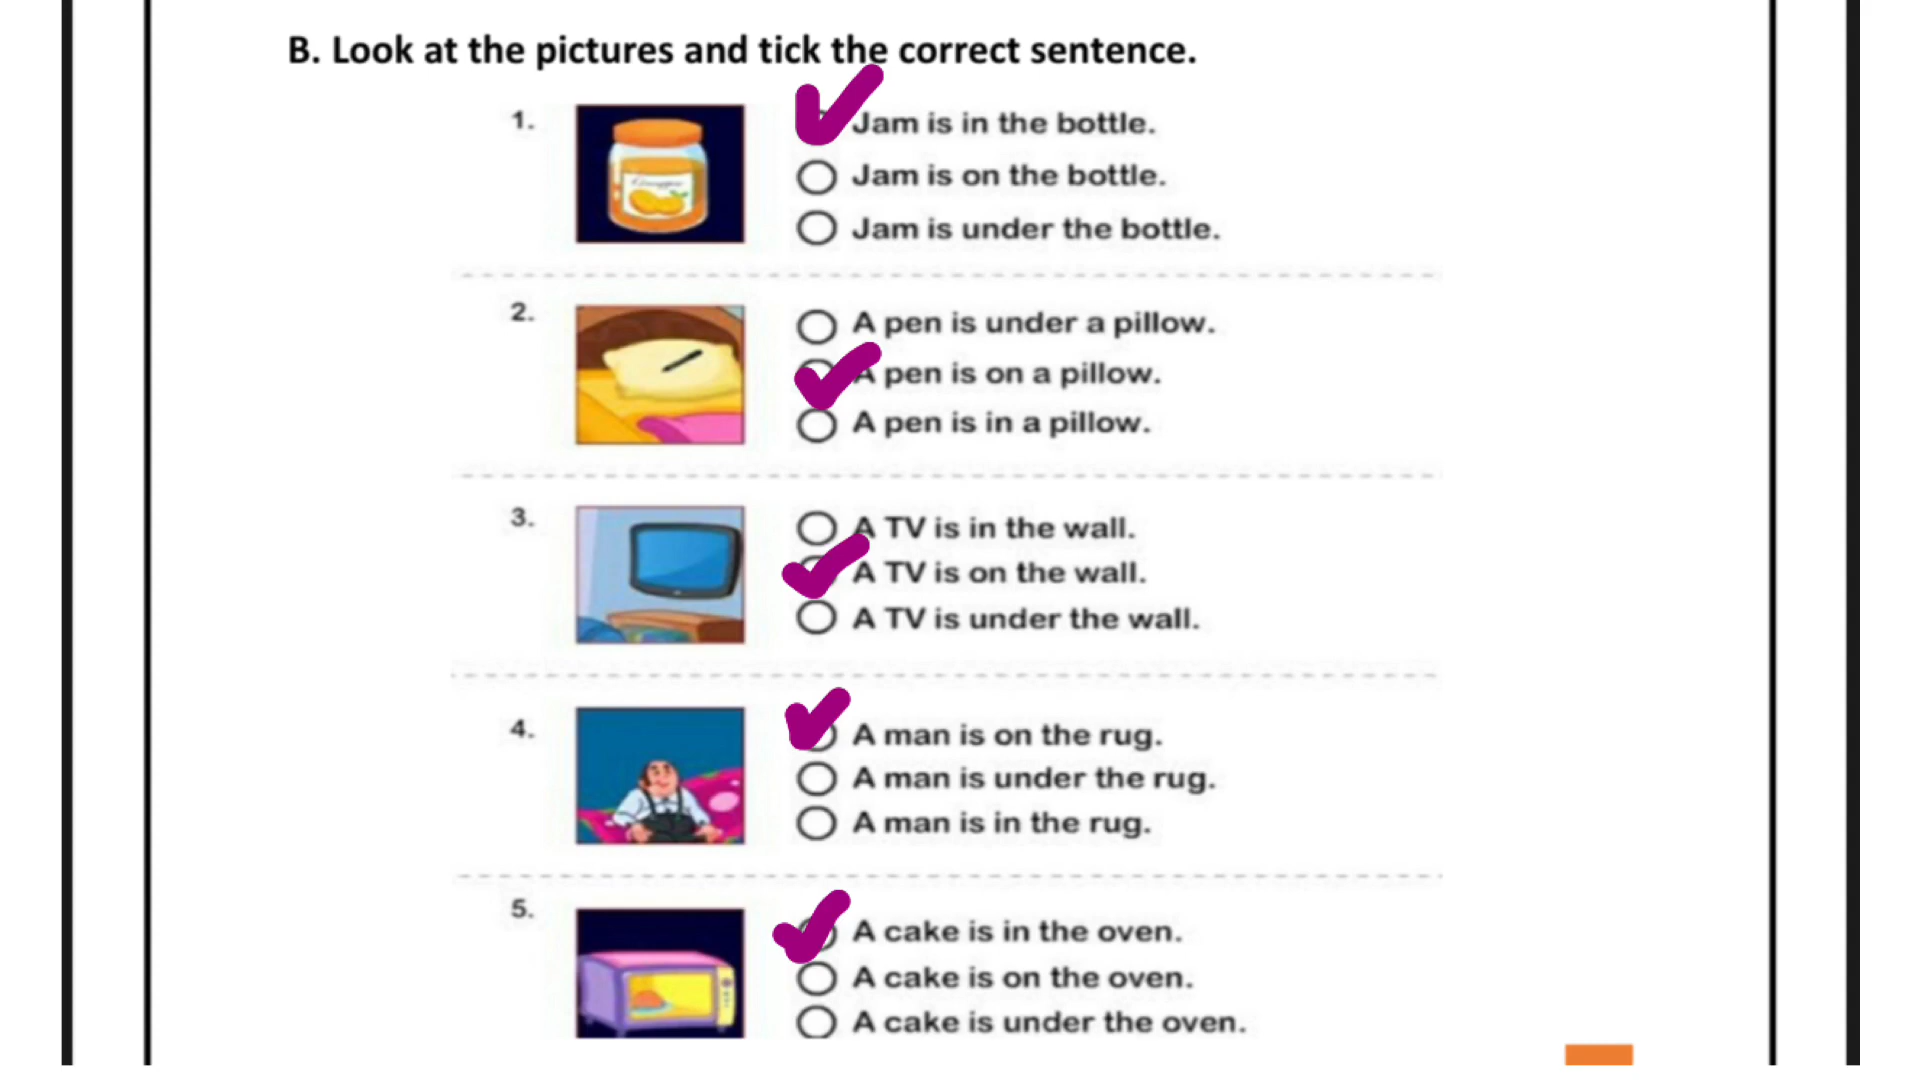 B. Look at the pictures and tick the correct sentence.
1.
Jam is in the bottle.
Jam is on the bottle.
Jam is under the bottle.
2.
A pen is under a pillow.
A pen is on a pillow.
A pen is in a pillow.
3.
A TV is in the wall.
A TV is on the wall.
A TV is under the wall.
4.
A man is on the rug.
A man is under the rug.
A man is in the rug.
5.
A cake is in the oven.
A cake is on the oven.
A cake is under the oven.